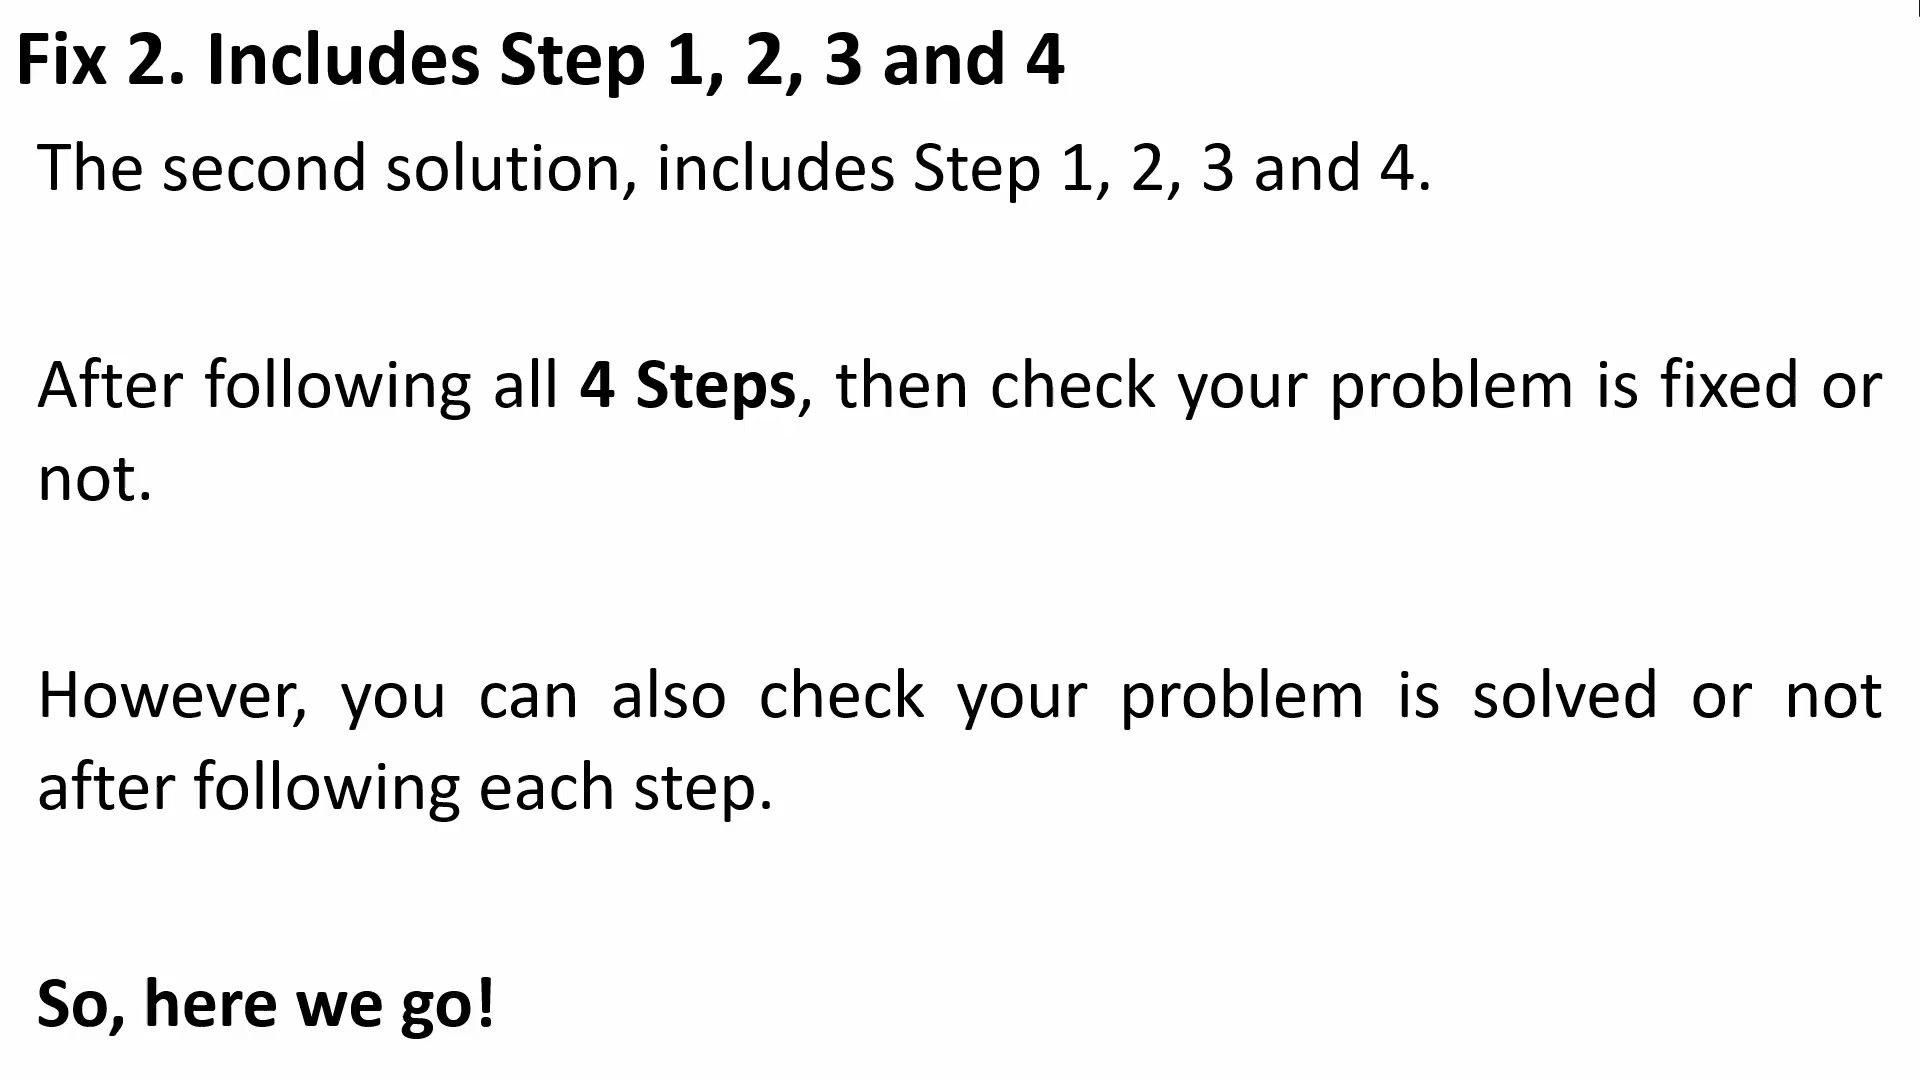 Fix 2. Includes Step 1, 2, 3 and 4
The second solution, includes Step 1, 2, 3 and 4.
After following all 4 Steps, then check your problem is fixed or
not.
However, you can also check your problem is solved or not
after following each step.
So, here we go!